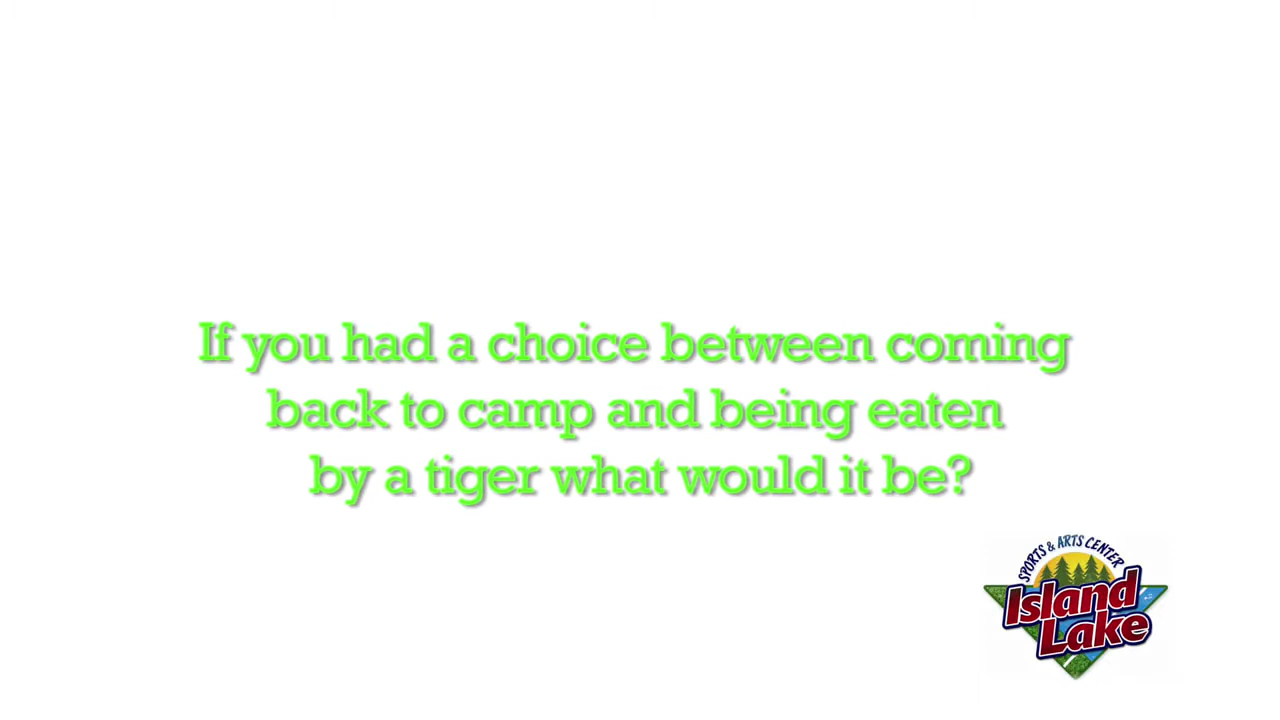 If you had a choice between coming
back to camp and being eaten
by a tiger what would it be?
SPORTS & ARTS CENTER
Island
Lake